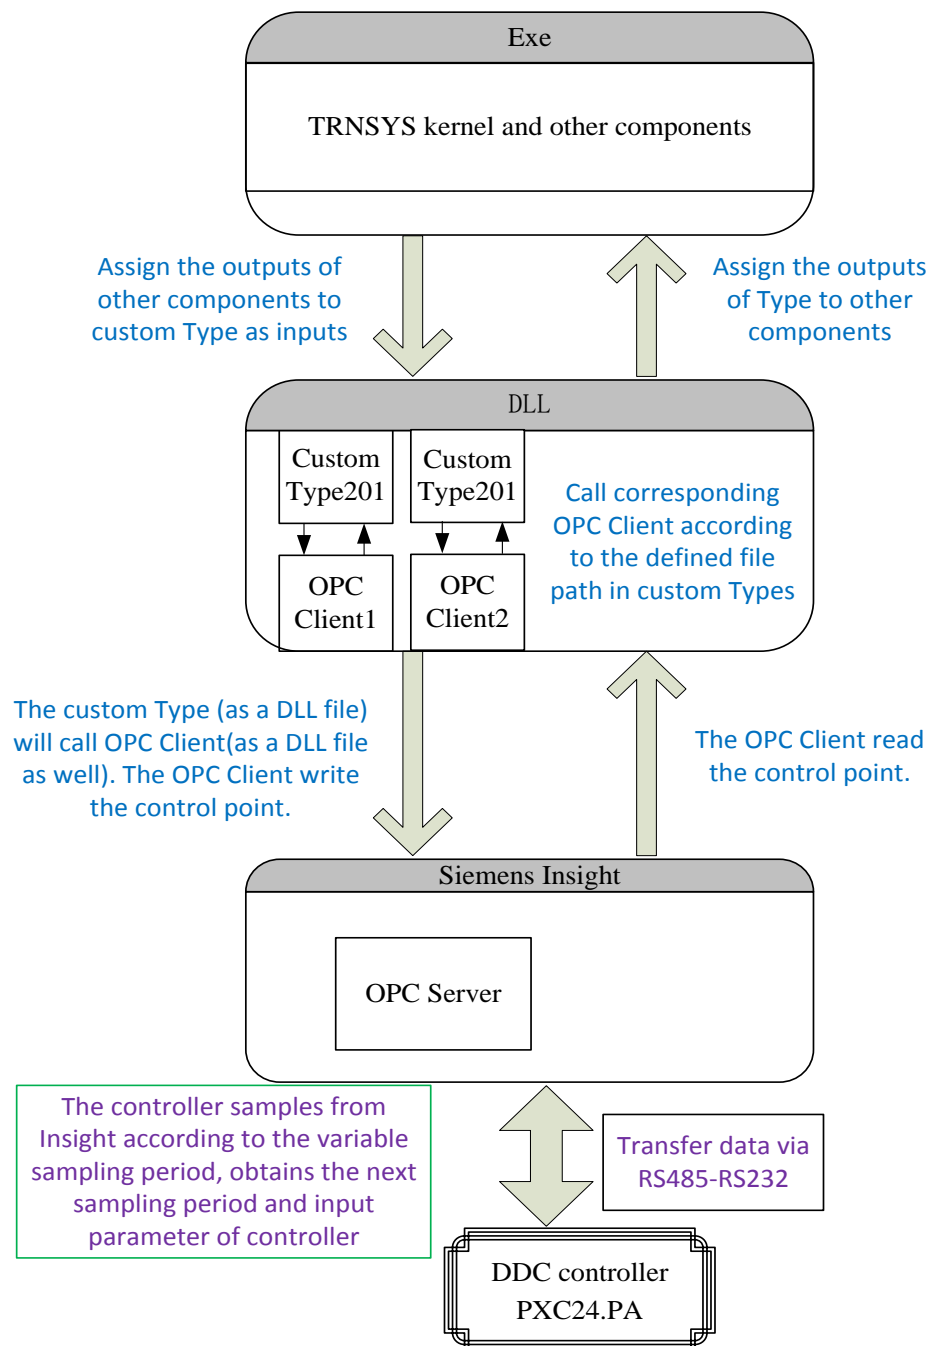 Exe
TRNSYS kernel and other components
Assign the outputs of
other components to
custom Type as inputs
Assign the outputs
of Type to other
components
DLL
Custom
Type201
Custom
Type201
OPC
Client1
OPC
Client2
Call corresponding
OPC Client according
to the defined file
path in custom Types
The custom Type (as a DLL file)
will call OPC Client(as a DLL file
as well). The OPC Client write
the control point.
The OPC Client read
the control point.
Siemens Insight
OPC Server
The controller samples from
Insight according to the variable
sampling period, obtains the next
sampling period and input
parameter of controller
Transfer data via
RS485-RS232
DDC controller
PXC24.PA